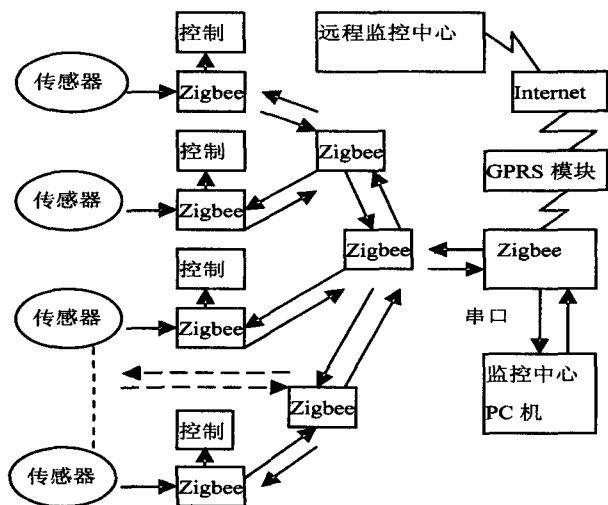 控制
远程监控中心
传感器
Zigbee
Internet
控制
Zigbee
GPRS 模块
传感器
Zigbee
控制
Zigbee
Zigbee
传感器
Zigbee
串口
监控中心
PC 机
Zigbee
控制
传感器
Zigbee